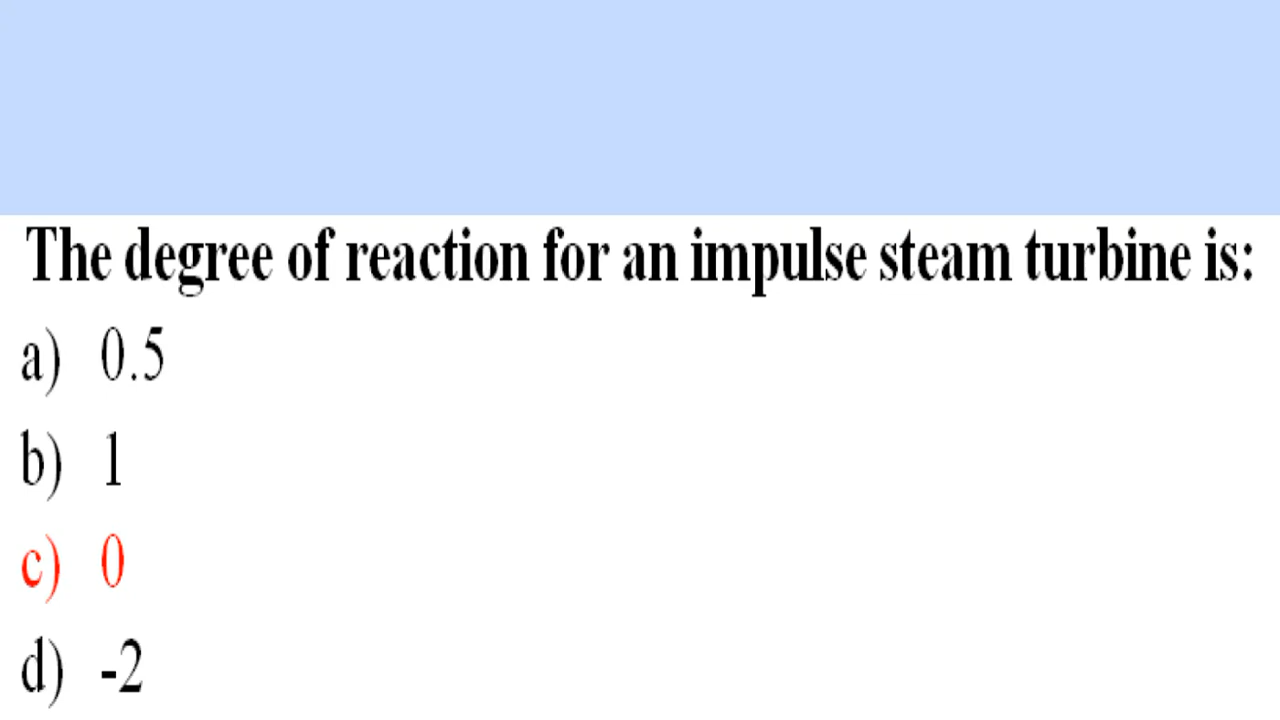 The degree of reaction for an impulse steam turbine is:
a) 0.5
b) 1
c) 0
d) -2